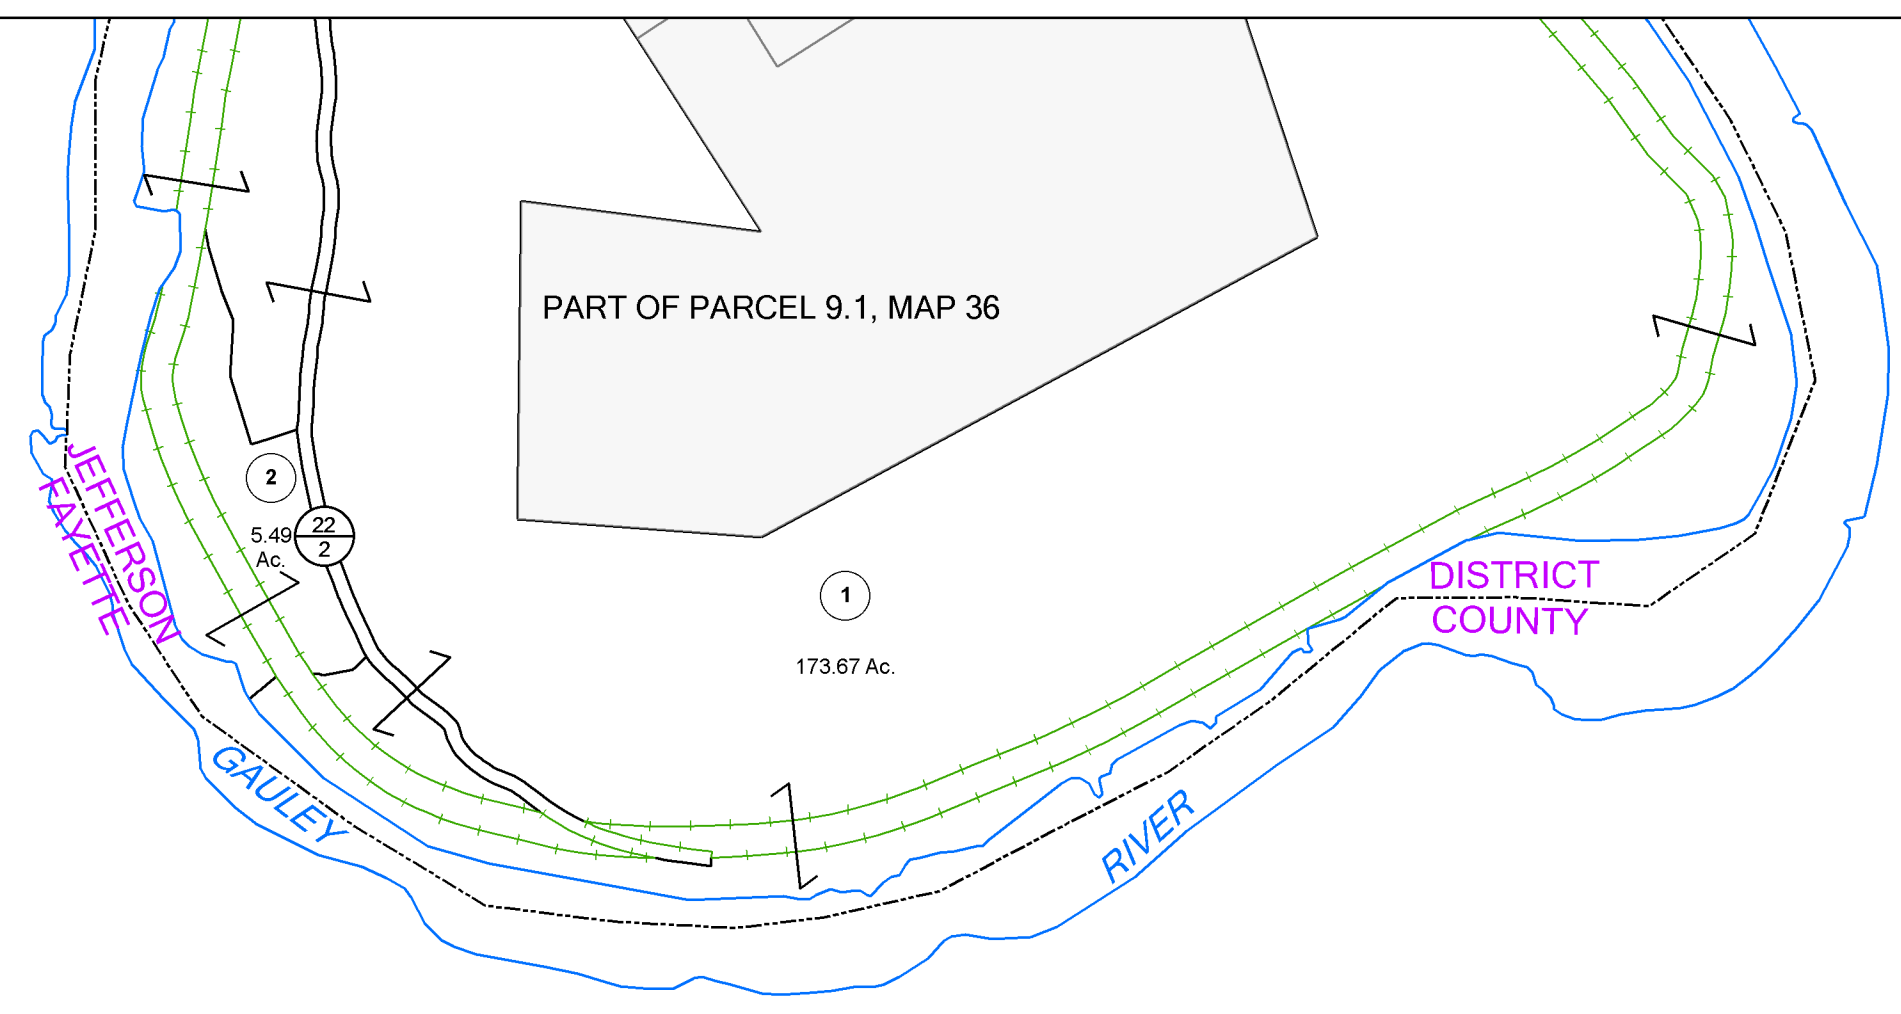 PART OF PARCEL 9.1, MAP 36
2
JEFFERSON
FAYETTE
5.49
Ac.
22
2
1
173.67 Ac.
DISTRICT
COUNTY
GAULEY
RIVER